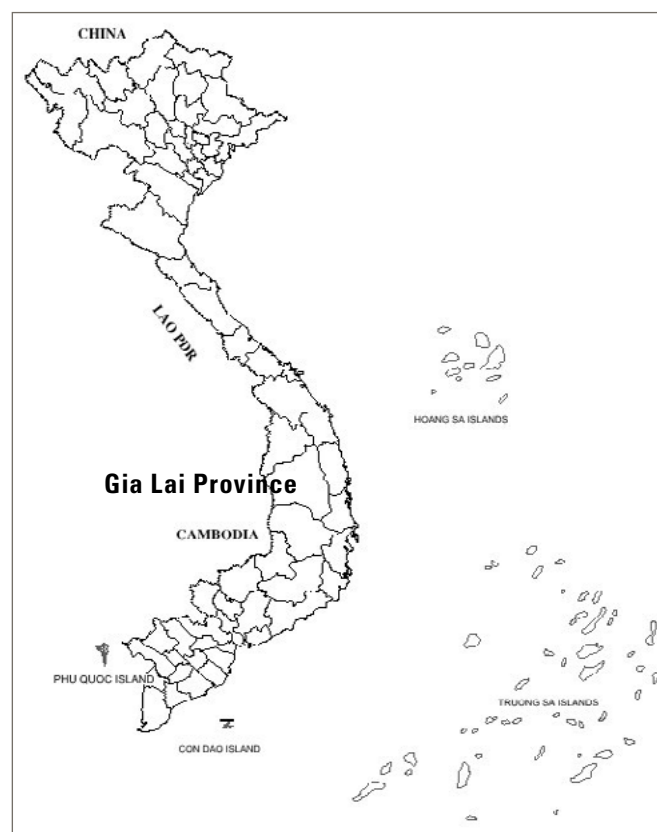 CHINA
LAO PDR
HOANG SA ISLANDS
Gia Lai Province
CAMBODIA
PHU QUOC ISLAND
TRUONG SA ISLANDS
CON DAO ISLAND